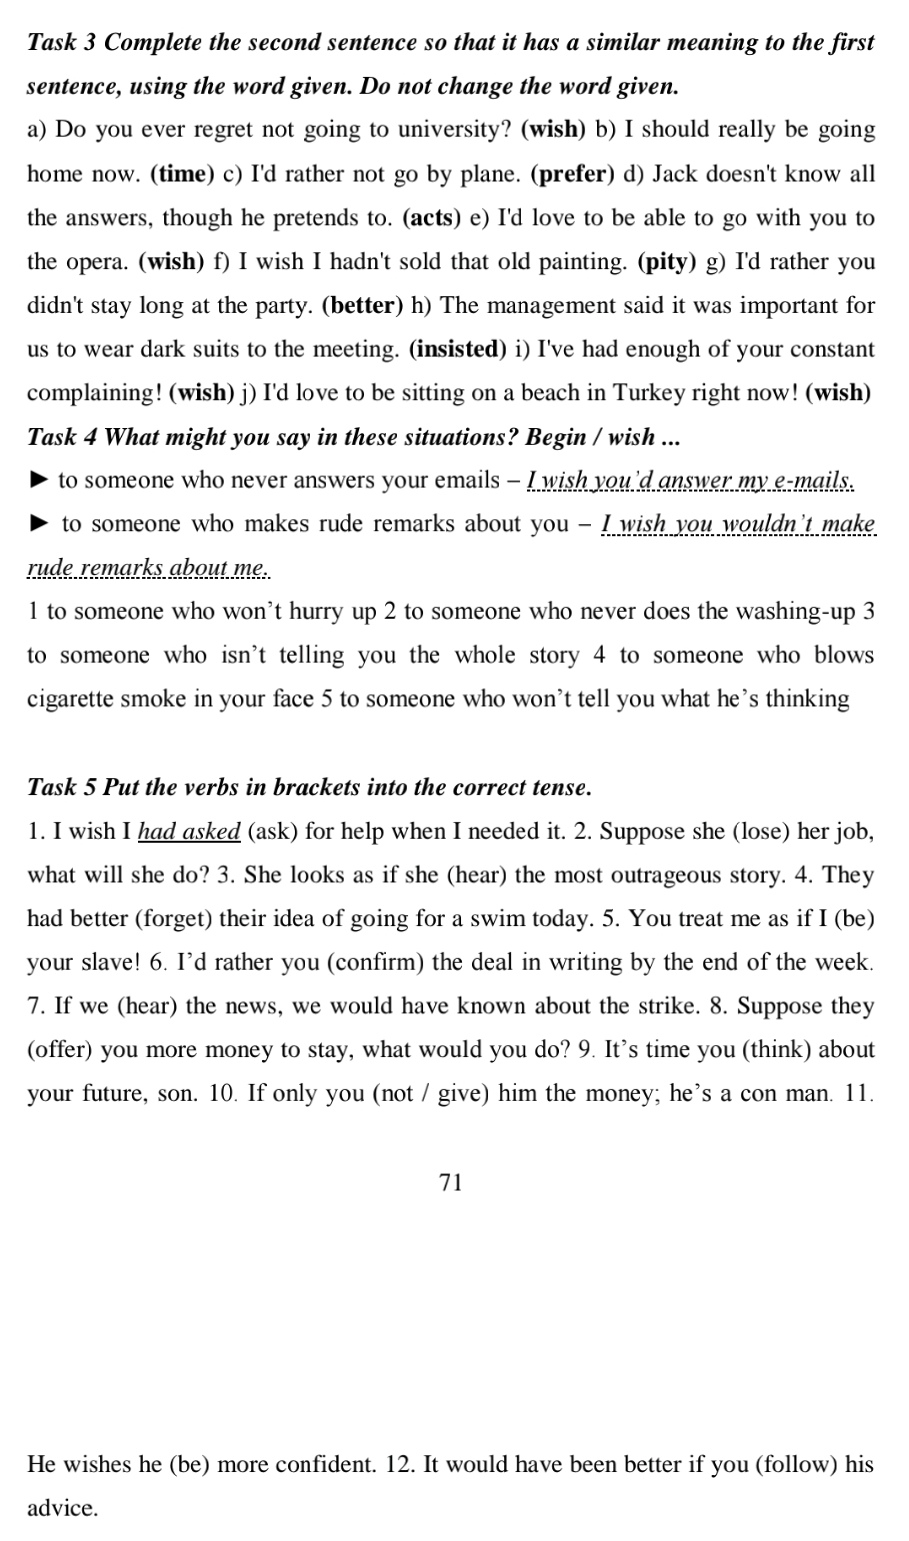 Task 3 Complete the second sentence so that it has a similar meaning to the first
sentence, using the word given. Do not change the word given.
a) Do you ever regret not going to university? (wish) b) I should really be going
home now. (time) c) I'd rather not go by plane. (prefer) d) Jack doesn't know all
the answers, though he pretends to. (acts) e) I'd love to be able to go with you to
the opera. (wish) f) I wish I hadn't sold that old painting. (pity) g) I'd rather you
didn't stay long at the party. (better) h) The management said it was important for
us to wear dark suits to the meeting. (insisted) i) I've had enough of your constant
complaining! (wish) j) I'd love to be sitting on a beach in Turkey right now! (wish)
Task 4 What might you say in these situations? Begin / wish ...
► to someone who never answers your emails – I wish you’d answer my e-mails.
► to someone who makes rude remarks about you – I wish you wouldn’t make
rude remarks about me.
1 to someone who won’t hurry up 2 to someone who never does the washing-up 3
to someone who isn’t telling you the whole story 4 to someone who blows
cigarette smoke in your face 5 to someone who won’t tell you what he’s thinking
Task 5 Put the verbs in brackets into the correct tense.
1. I wish I had asked (ask) for help when I needed it. 2. Suppose she (lose) her job,
what will she do? 3. She looks as if she (hear) the most outrageous story. 4. They
had better (forget) their idea of going for a swim today. 5. You treat me as if I (be)
your slave! 6. I’d rather you (confirm) the deal in writing by the end of the week.
7. If we (hear) the news, we would have known about the strike. 8. Suppose they
(offer) you more money to stay, what would you do? 9. It’s time you (think) about
your future, son. 10. If only you (not / give) him the money; he’s a con man. 11.
71
He wishes he (be) more confident. 12. It would have been better if you (follow) his
advice.